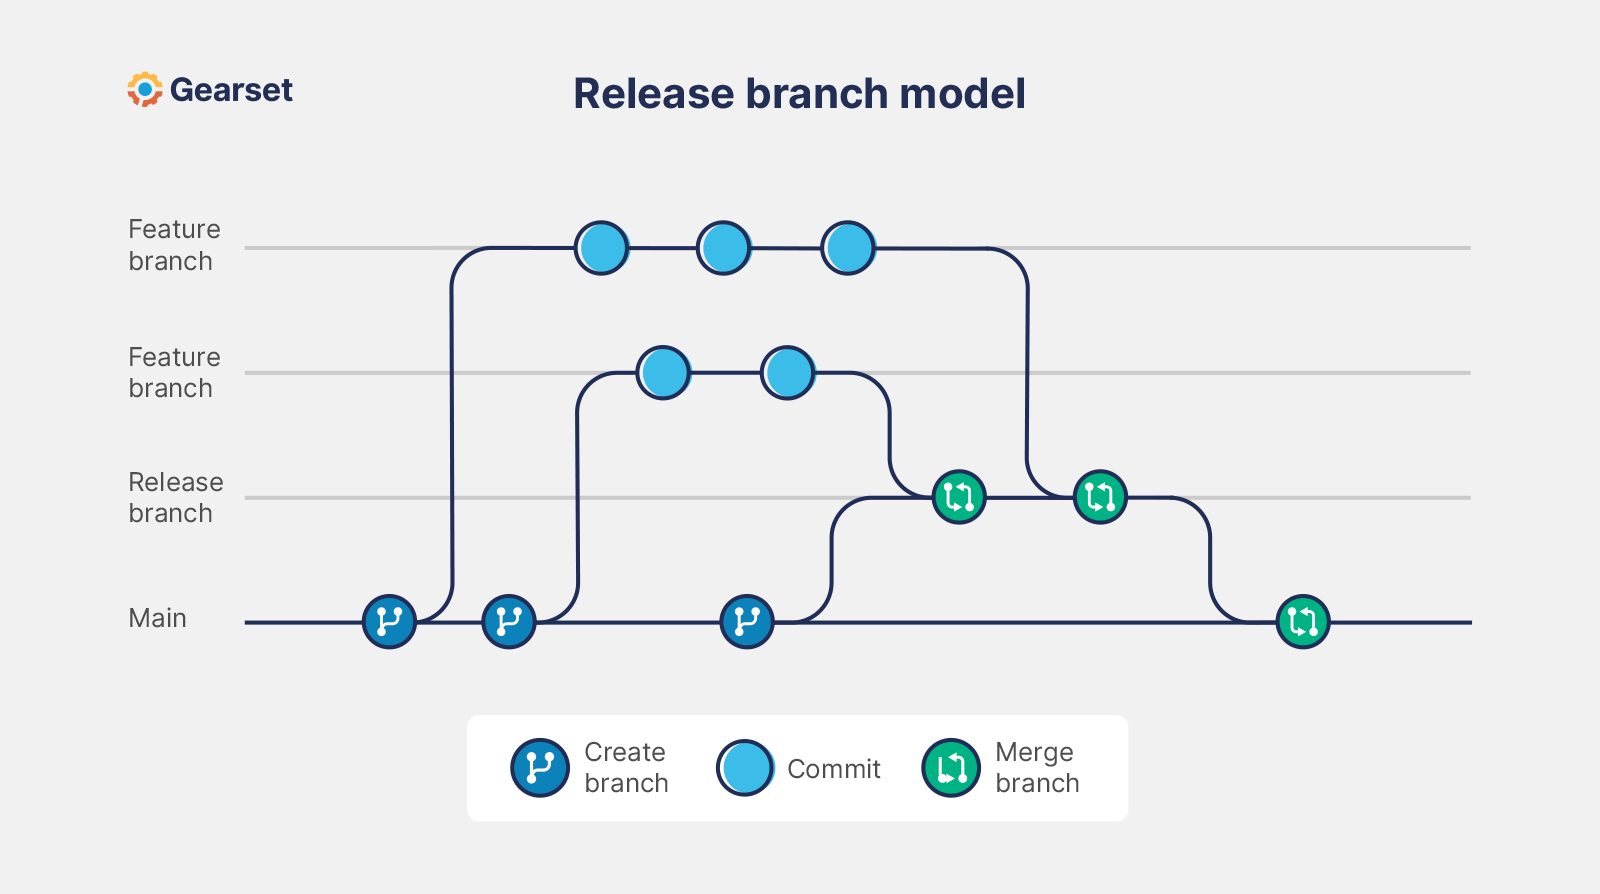 Gearset
Release branch model
Feature
branch
Feature
branch
Release
branch
Main
Create
branch
Commit
Merge
branch